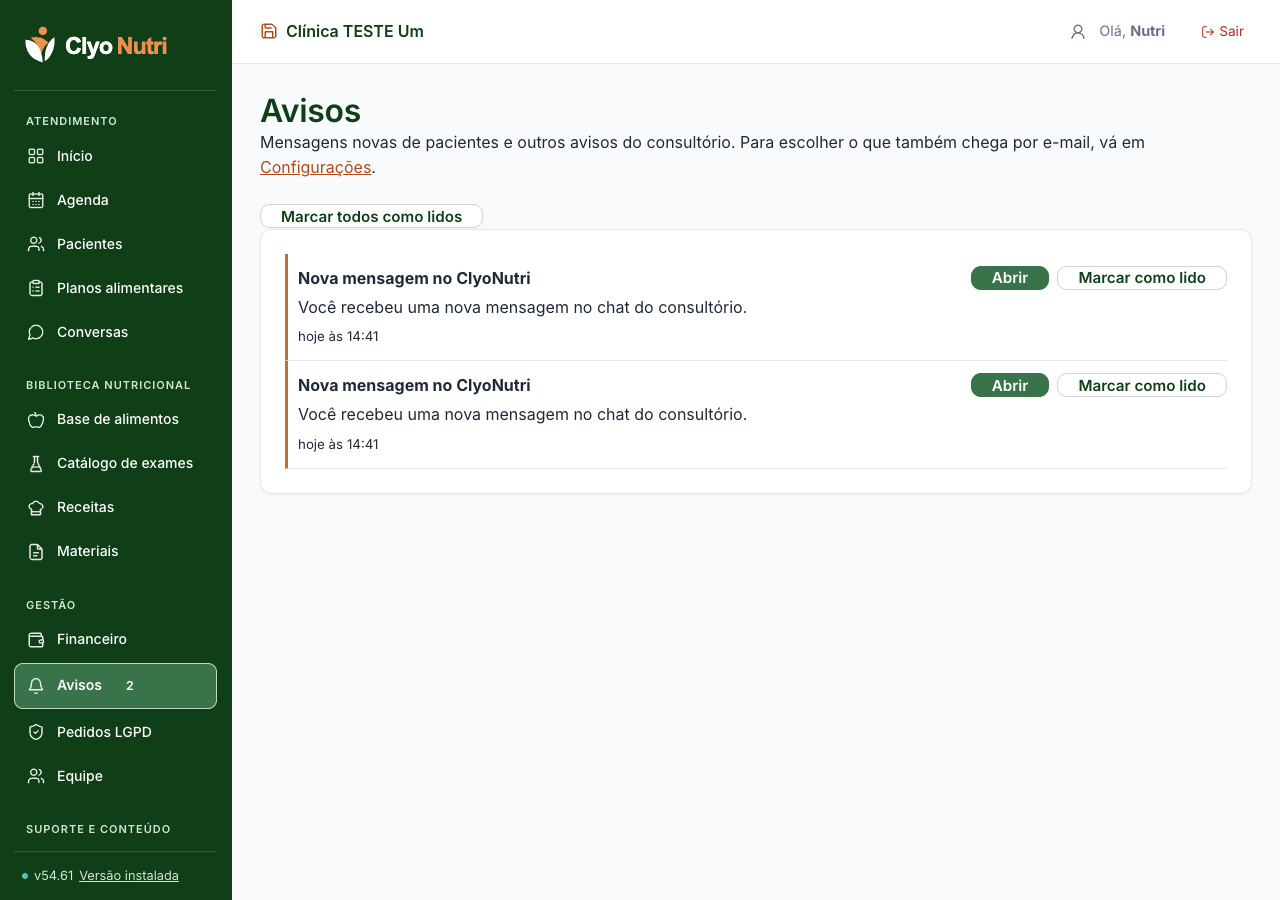 Clyo Nutri
ATENDIMENTO
Início
Agenda
Pacientes
Planos alimentares
Conversas
BIBLIOTECA NUTRICIONAL
Base de alimentos
Catálogo de exames
Receitas
Materiais
GESTÃO
Financeiro
Avisos 2
Pedidos LGPD
Equipe
SUPORTE E CONTEÚDO
v54.61 Versão instalada
Clínica TESTE Um
Olá, Nutri
Sair
Avisos
Mensagens novas de pacientes e outros avisos do consultório. Para escolher o que também chega por e-mail, vá em
Configurações.
Marcar todos como lidos
Nova mensagem no ClyoNutri
Abrir
Marcar como lido
Você recebeu uma nova mensagem no chat do consultório.
hoje às 14:41
Nova mensagem no ClyoNutri
Abrir
Marcar como lido
Você recebeu uma nova mensagem no chat do consultório.
hoje às 14:41